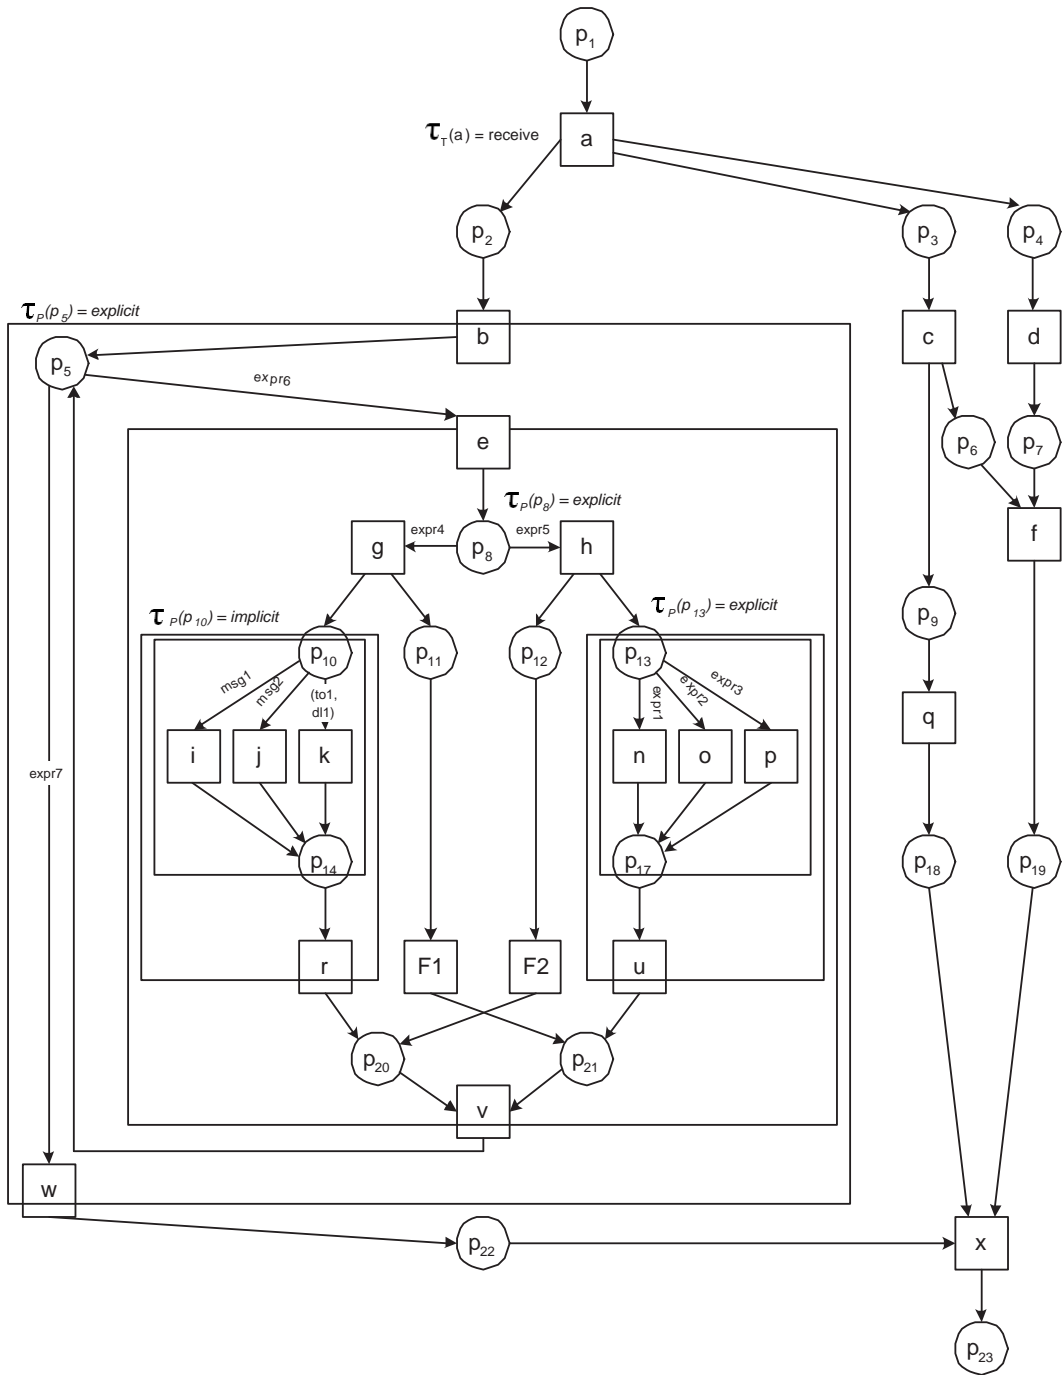 p1
τT(a) = receive
a
p2
p3
p4
τP(p5) = explicit
b
c
d
p5
expr6
e
p6
p7
τP(p8) = explicit
g
expr4
p8
expr5
h
f
τP(p10) = implicit
τP(p13) = explicit
p9
p10
p11
p12
p13
msg1
msg2
(to1,
dl1)
expr1
expr2
expr3
q
i
j
k
n
o
p
expr7
p14
p17
p18
p19
r
F1
F2
u
p20
p21
v
w
p22
x
p23